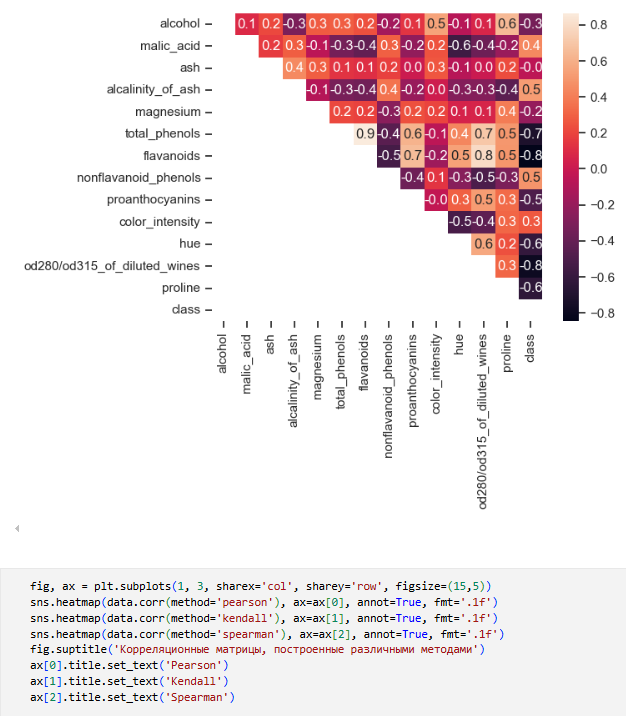 alcohol 0.1 0.2 -0.3 0.3 0.3 0.2 -0.2 0.1 0.5 -0.1 0.1 0.6 -0.3
malic_acid 0.2 0.3 -0.1 -0.3 -0.4 0.3 -0.2 0.2 -0.6 -0.4 -0.2 0.4
ash 0.4 0.3 0.1 0.1 0.2 0.0 0.3 -0.1 0.0 0.2 -0.0
alcalinity_of_ash -0.1 -0.3 -0.4 0.4 -0.2 0.0 -0.3 -0.3 -0.4 0.5
magnesium 0.2 0.2 -0.3 0.2 0.2 0.1 0.1 0.4 -0.2
total_phenols 0.9 -0.4 0.6 -0.1 0.4 0.7 0.5 -0.7
flavanoids -0.5 0.7 -0.2 0.5 0.8 0.5 -0.8
nonflavanoid_phenols -0.4 0.1 -0.3 -0.5 -0.3 0.5
proanthocyanins -0.0 0.3 0.5 0.3 -0.5
color_intensity -0.5 -0.4 0.3 0.3
hue 0.6 0.2 -0.6
od280/od315_of_diluted_wines 0.3 -0.8
proline -0.6
class
alcohol
malic_acid
ash
alcalinity_of_ash
magnesium
total_phenols
flavanoids
nonflavanoid_phenols
proanthocyanins
color_intensity
hue
od280/od315_of_diluted_wines
proline
class
0.8
0.6
0.4
0.2
0.0
-0.2
-0.4
-0.6
-0.8
fig, ax = plt.subplots(1, 3, sharex='col', sharey='row', figsize=(15,5))
sns.heatmap(data.corr(method='pearson'), ax=ax[0], annot=True, fmt='.1f')
sns.heatmap(data.corr(method='kendall'), ax=ax[1], annot=True, fmt='.1f')
sns.heatmap(data.corr(method='spearman'), ax=ax[2], annot=True, fmt='.1f')
fig.suptitle('Корреляционные матрицы, построенные различными методами')
ax[0].title.set_text('Pearson')
ax[1].title.set_text('Kendall')
ax[2].title.set_text('Spearman')